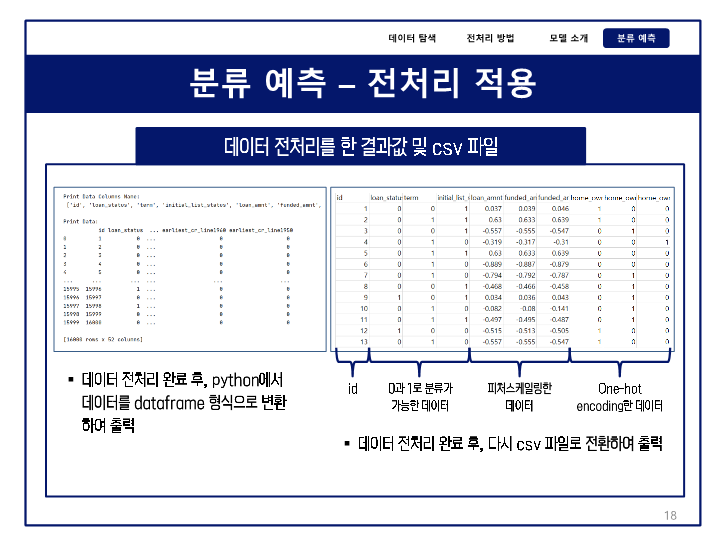 데이터 탐색 전처리 방법 모델 소개 분류 예측
분류 예측 – 전처리 적용
데이터 전처리를 한 결과값 및 csv 파일
Print Data Columns Name:
['id', 'loan_status', 'term', 'initial_list_status', 'loan_amnt', 'funded_amnt',
Print Data:
id loan_status ... earliest_cr_line1960 earliest_cr_line1950
0 1 0 ... 0 0
1 2 0 ... 0 0
2 3 0 ... 0 0
3 4 0 ... 0 0
4 5 0 ... 0 0
... ... ... ... ... ...
15995 15996 1 ... 0 0
15996 15997 0 ... 0 0
15997 15998 1 ... 0 0
15998 15999 0 ... 0 0
15999 16000 0 ... 0 0
[16000 rows x 52 columns]
id loan_status term initial_list_s loan_amnt funded_am funded_am home_own home_own home_own
1 0 0 1 0.037 0.039 0.046 1 0 0
2 0 1 1 0.63 0.633 0.639 1 0 0
3 0 0 1 -0.557 -0.555 -0.547 0 1 0
4 0 1 0 -0.319 -0.317 -0.31 0 0 1
5 0 1 1 0.63 0.633 0.639 0 0 0
6 0 1 0 -0.889 -0.887 -0.879 0 0 0
7 0 1 0 -0.794 -0.792 -0.787 0 1 0
8 0 0 1 -0.468 -0.466 -0.458 0 1 0
9 1 0 1 0.034 0.036 0.043 0 1 0
10 0 1 0 -0.082 -0.08 -0.141 0 1 0
11 0 1 1 -0.497 -0.495 -0.487 0 1 0
12 1 0 0 -0.515 -0.513 -0.505 1 0 0
13 1 1 0 -0.557 -0.555 -0.547 1 0 0
id
0과 1로 분류가
가능한 데이터
피처스케일링한
데이터
One-hot
encoding한 데이터
▪ 데이터 전처리 완료 후, python에서
데이터를 dataframe 형식으로 변환
하여 출력
▪ 데이터 전처리 완료 후, 다시 csv 파일로 전환하여 출력
18